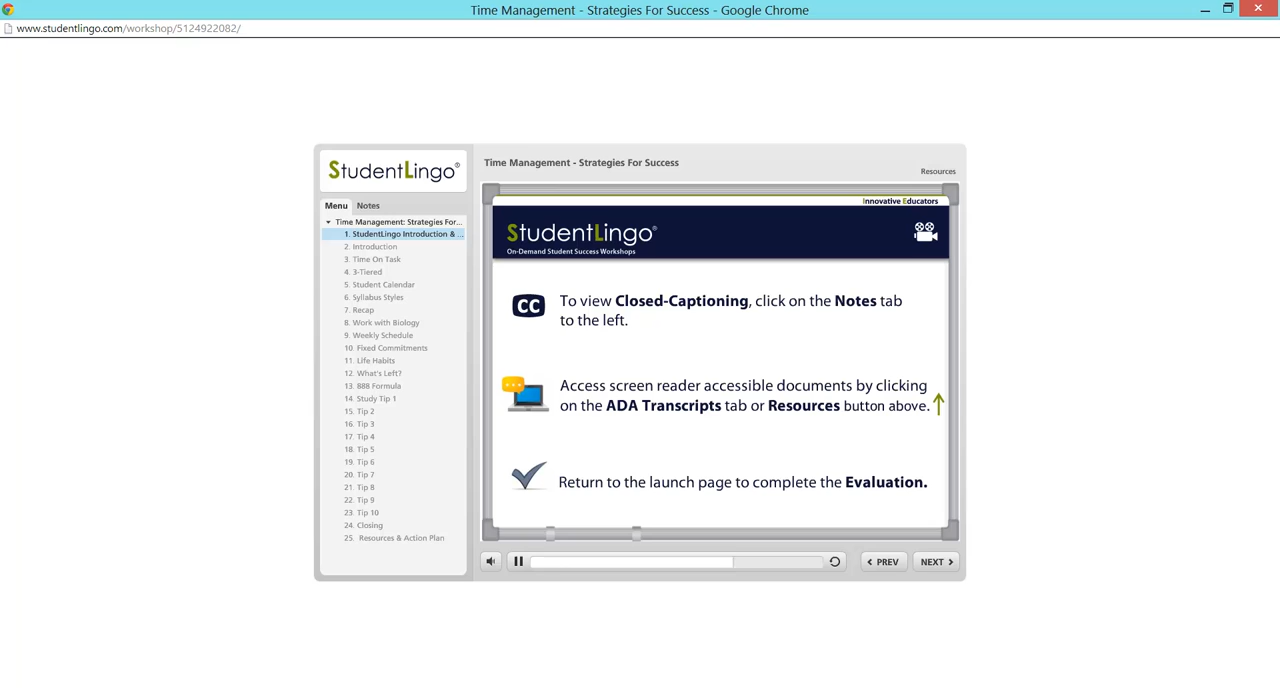 Time Management - Strategies For Success - Google Chrome
www.studentlingo.com/workshop/5124922082/
StudentLingo®
Time Management - Strategies For Success
Resources
Menu
Notes
Time Management: Strategies For...
1. StudentLingo Introduction & ...
2. Introduction
3. Time On Task
4. 3-Tiered
5. Student Calendar
6. Syllabus Styles
7. Recap
8. Work with Biology
9. Weekly Schedule
10. Fixed Commitments
11. Life Habits
12. What's Left?
13. 888 Formula
14. Study Tip 1
15. Tip 2
16. Tip 3
17. Tip 4
18. Tip 5
19. Tip 6
20. Tip 7
21. Tip 8
22. Tip 9
23. Tip 10
24. Closing
25. Resources & Action Plan
Innovative Educators
StudentLingo®
On-Demand Student Success Workshops
CC
To view Closed-Captioning, click on the Notes tab
to the left.
Access screen reader accessible documents by clicking
on the ADA Transcripts tab or Resources button above.
Return to the launch page to complete the Evaluation.
PREV
NEXT